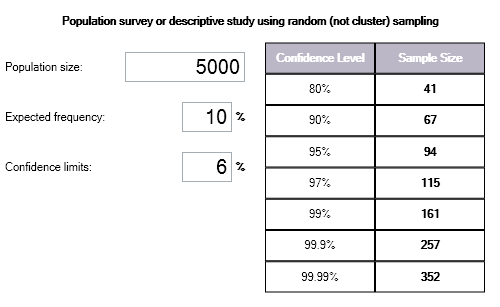 Population survey or descriptive study using random (not cluster) sampling
Population size: 5000
Expected frequency: 10 %
Confidence limits: 6 %
Confidence Level Sample Size
80% 41
90% 67
95% 94
97% 115
99% 161
99.9% 257
99.99% 352